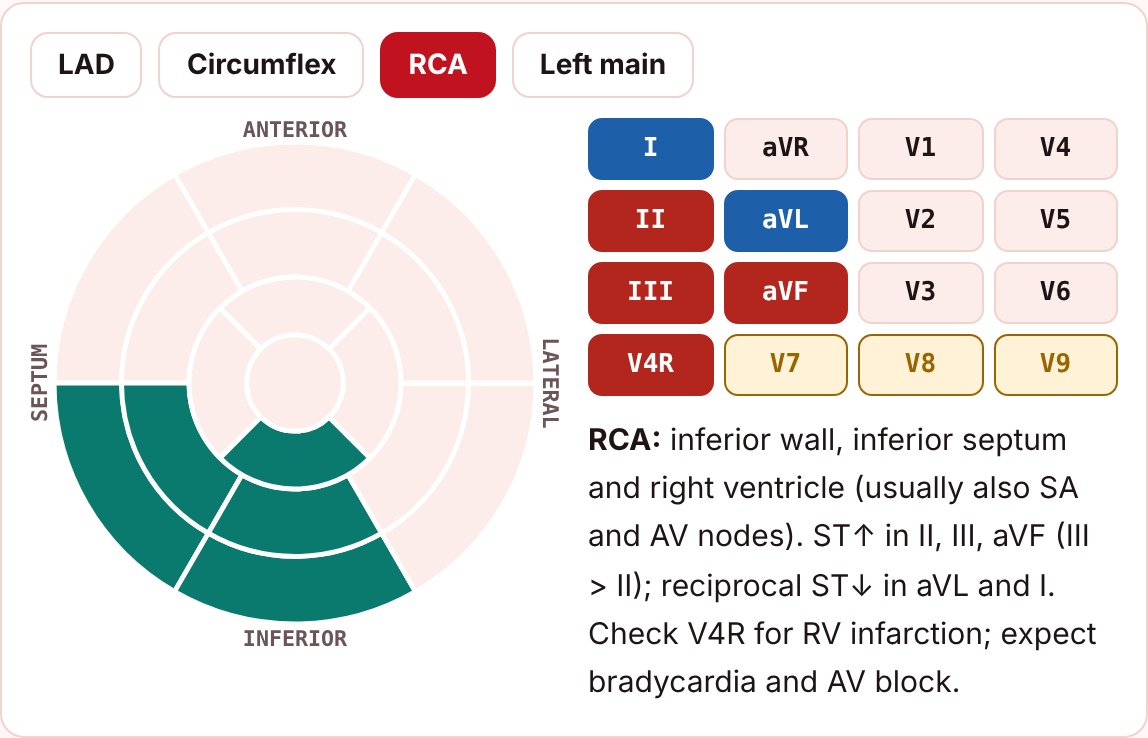 LAD
Circumflex
RCA
Left main
ANTERIOR
SEPTUM
LATERAL
INFERIOR
I
aVR
V1
V4
II
aVL
V2
V5
III
aVF
V3
V6
V4R
V7
V8
V9
RCA: inferior wall, inferior septum
and right ventricle (usually also SA
and AV nodes). ST↑ in II, III, aVF (III
> II); reciprocal ST↓ in aVL and I.
Check V4R for RV infarction; expect
bradycardia and AV block.